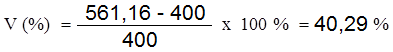 V (%) = 561,16 - 400 / 400 x 100 % = 40,29 %